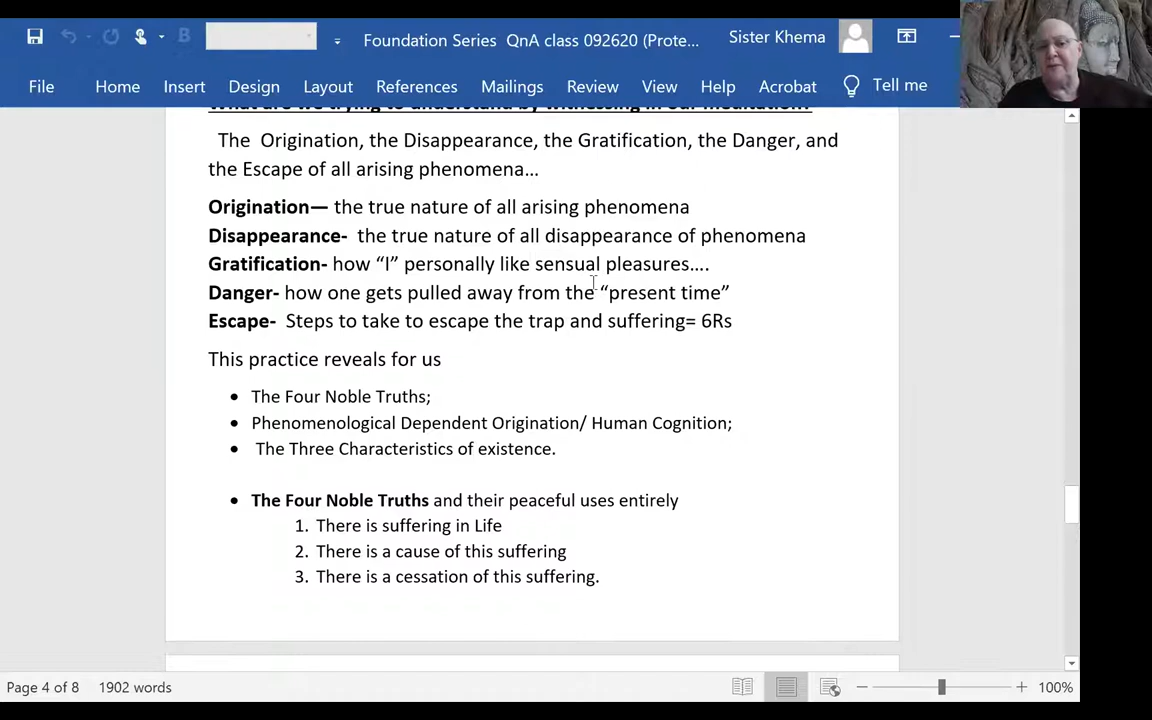 Foundation Series QnA class 092620 (Prote...
Sister Khema
File Home Insert Design Layout References Mailings Review View Help Acrobat Tell me
What are we trying to understand by witnessing in our meditation?
The Origination, the Disappearance, the Gratification, the Danger, and
the Escape of all arising phenomena...
Origination— the true nature of all arising phenomena
Disappearance- the true nature of all disappearance of phenomena
Gratification- how “I” personally like sensual pleasures....
Danger- how one gets pulled away from the “present time”
Escape- Steps to take to escape the trap and suffering= 6Rs
This practice reveals for us
• The Four Noble Truths;
• Phenomenological Dependent Origination/ Human Cognition;
• The Three Characteristics of existence.
• The Four Noble Truths and their peaceful uses entirely
1. There is suffering in Life
2. There is a cause of this suffering
3. There is a cessation of this suffering.
Page 4 of 8 1902 words
100%